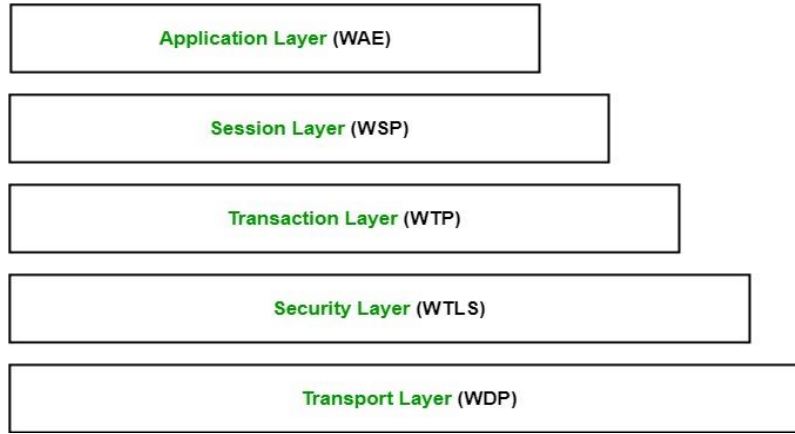 Application Layer (WAE)
Session Layer (WSP)
Transaction Layer (WTP)
Security Layer (WTLS)
Transport Layer (WDP)